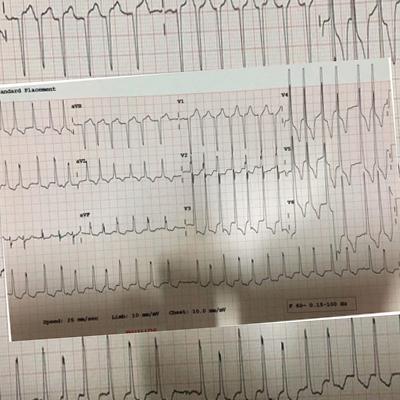 andard Placement
aVR
V1
V4
aVL
V2
V5
aVF
V3
V6
Speed: 25 mm/sec Limb: 10 mm/mV Chest: 10.0 mm/mV
F 60~ 0.15-100 Hz
PHILIPS